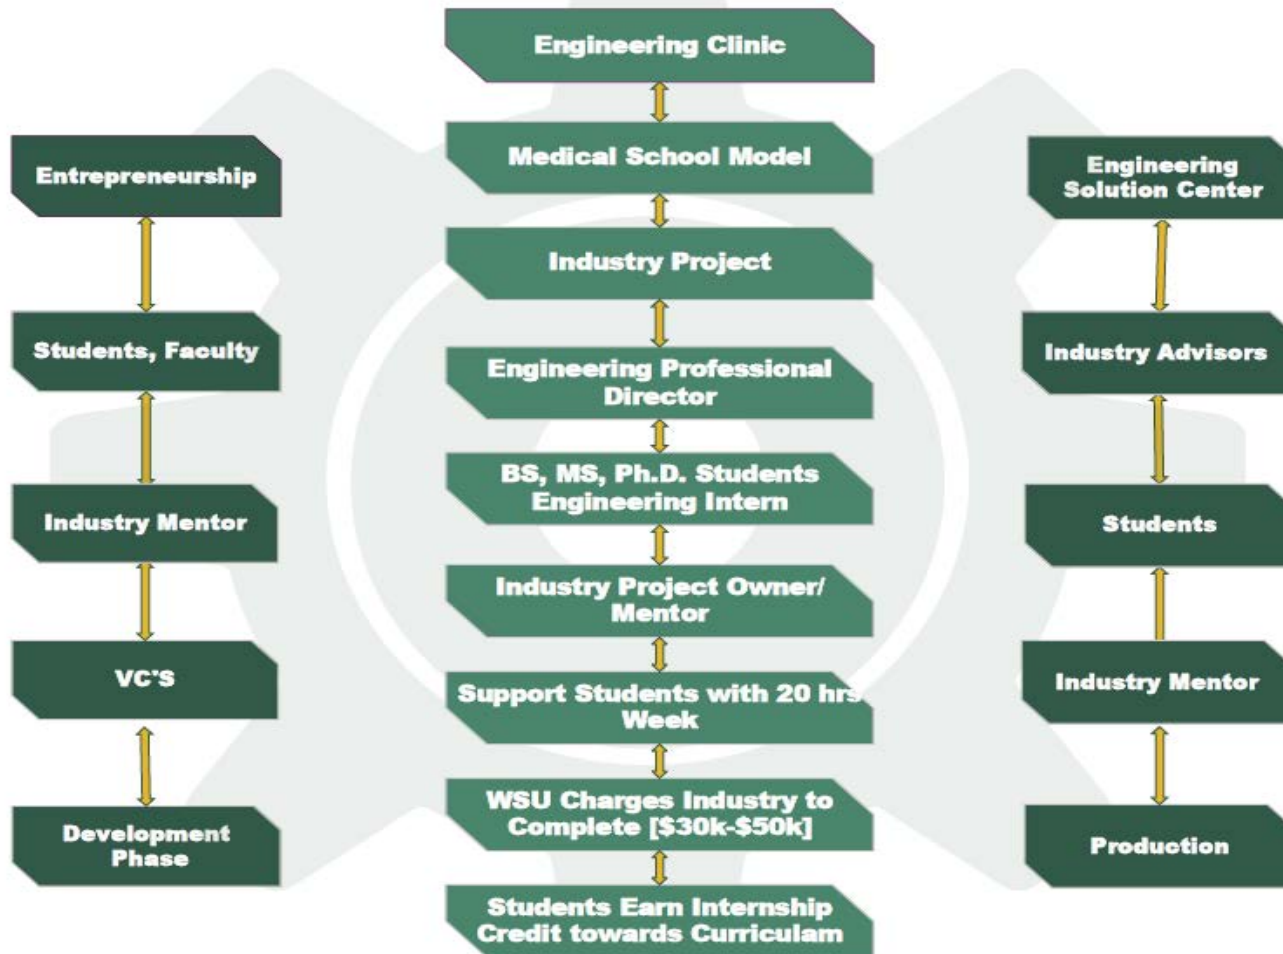 Engineering Clinic
Medical School Model
Industry Project
Engineering Professional
Director
BS, MS, Ph.D. Students
Engineering Intern
Industry Project Owner/
Mentor
Support Students with 20 hrs
Week
WSU Charges Industry to
Complete [$30k-$50k]
Students Earn Internship
Credit towards Curriculam
Entrepreneurship
Students, Faculty
Industry Mentor
VC'S
Development
Phase
Engineering
Solution Center
Industry Advisors
Students
Industry Mentor
Production